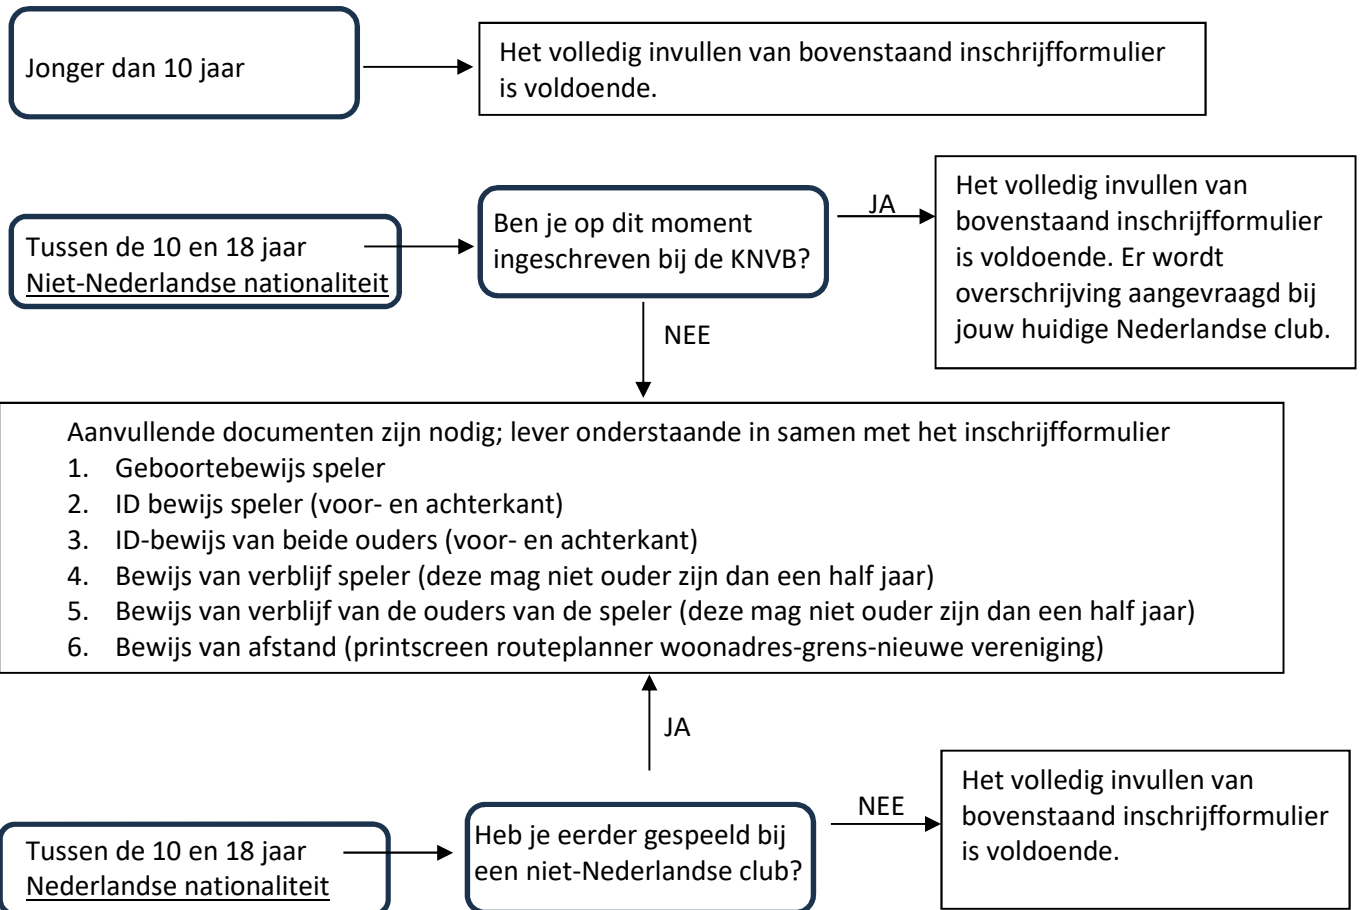 Jonger dan 10 jaar
Het volledig invullen van bovenstaand inschrijfformulier
is voldoende.
Tussen de 10 en 18 jaar
Niet-Nederlandse nationaliteit
Ben je op dit moment
ingeschreven bij de KNVB?
JA
Het volledig invullen van
bovenstaand inschrijfformulier
is voldoende. Er wordt
overschrijving aangevraagd bij
jouw huidige Nederlandse club.
NEE
Aanvullende documenten zijn nodig; lever onderstaande in samen met het inschrijfformulier
1. Geboortebewijs speler
2. ID bewijs speler (voor- en achterkant)
3. ID-bewijs van beide ouders (voor- en achterkant)
4. Bewijs van verblijf speler (deze mag niet ouder zijn dan een half jaar)
5. Bewijs van verblijf van de ouders van de speler (deze mag niet ouder zijn dan een half jaar)
6. Bewijs van afstand (printscreen routeplanner woonadres-grens-nieuwe vereniging)
JA
Tussen de 10 en 18 jaar
Nederlandse nationaliteit
Heb je eerder gespeeld bij
een niet-Nederlandse club?
NEE
Het volledig invullen van
bovenstaand inschrijfformulier
is voldoende.